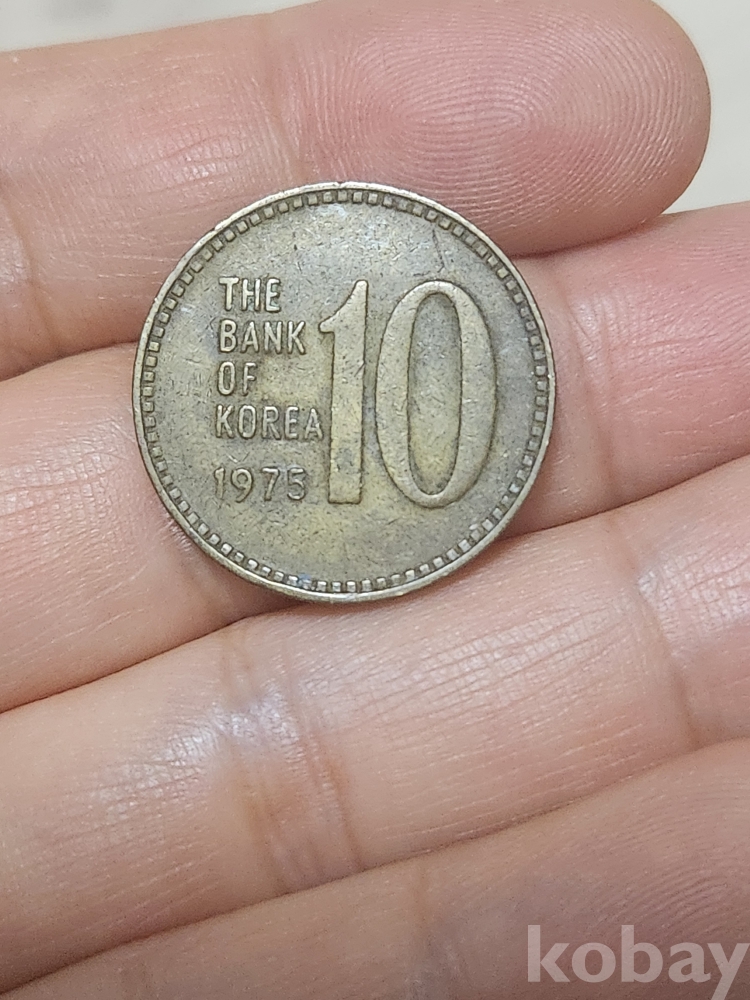 THE
BANK
OF
KOREA
1975
10
kobay